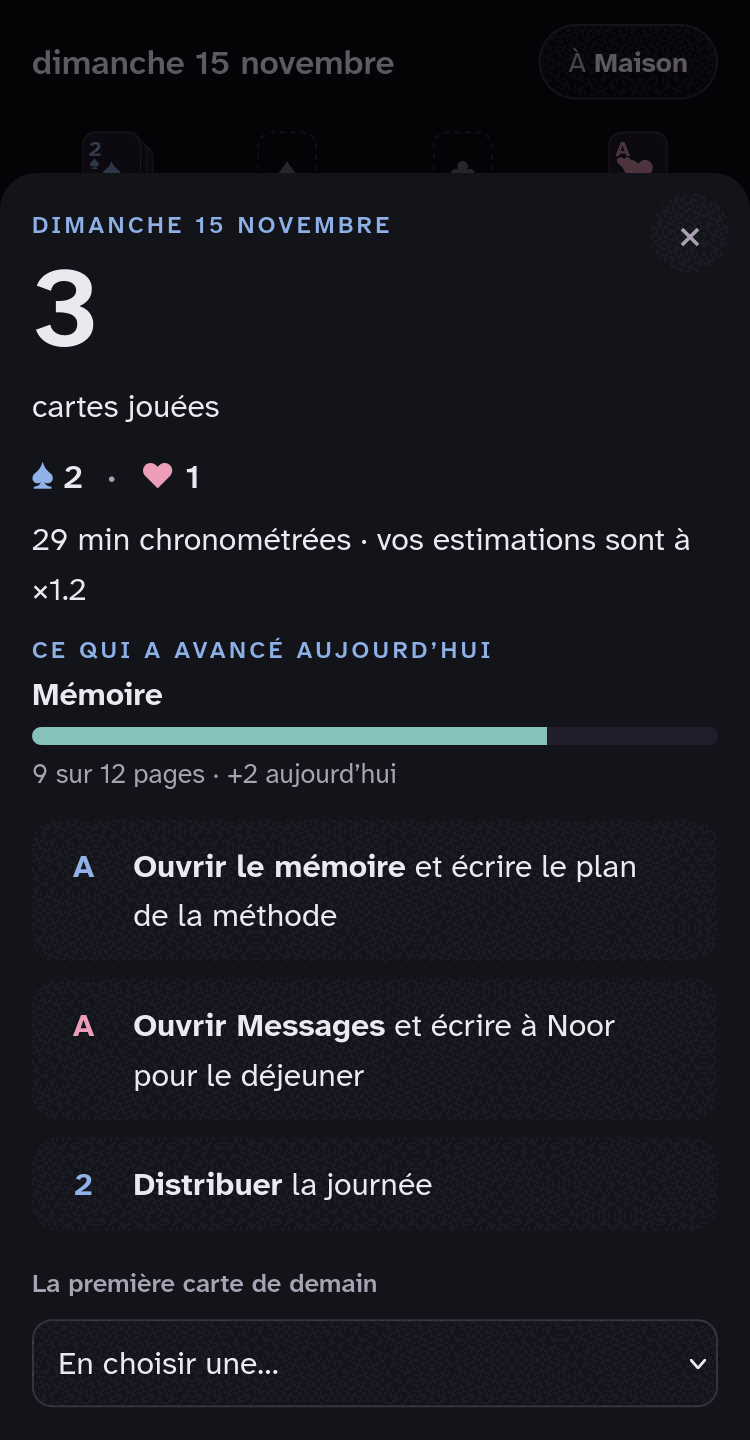 dimanche 15 novembre
À Maison
2
A
DIMANCHE 15 NOVEMBRE
×
3
cartes jouées
♠ 2 · ♥ 1
29 min chronométrées · vos estimations sont à
×1.2
CE QUI A AVANCÉ AUJOURD’HUI
Mémoire
9 sur 12 pages · +2 aujourd’hui
A Ouvrir le mémoire et écrire le plan
de la méthode
A Ouvrir Messages et écrire à Noor
pour le déjeuner
2 Distribuer la journée
La première carte de demain
En choisir une…